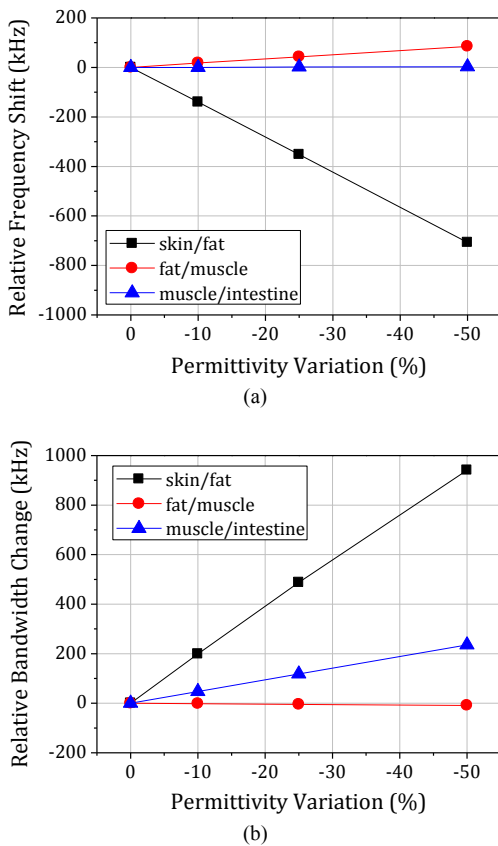 200
0
-200
-400
-600
-800
-1000
Relative Frequency Shift (kHz)
skin/fat
fat/muscle
muscle/intestine
0 -10 -20 -30 -40 -50
Permittivity Variation (%)
(a)
1000
800
600
400
200
0
-200
Relative Bandwidth Change (kHz)
skin/fat
fat/muscle
muscle/intestine
0 -10 -20 -30 -40 -50
Permittivity Variation (%)
(b)